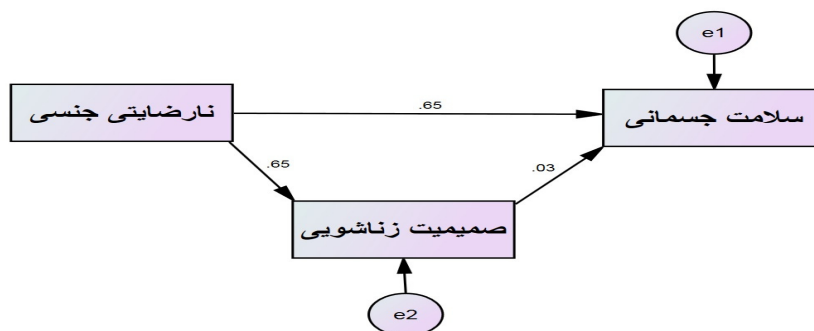 e1
سلامت جسمانی
.65
نارضایتی جنسی
.65
.03
صمیمیت زناشویی
e2